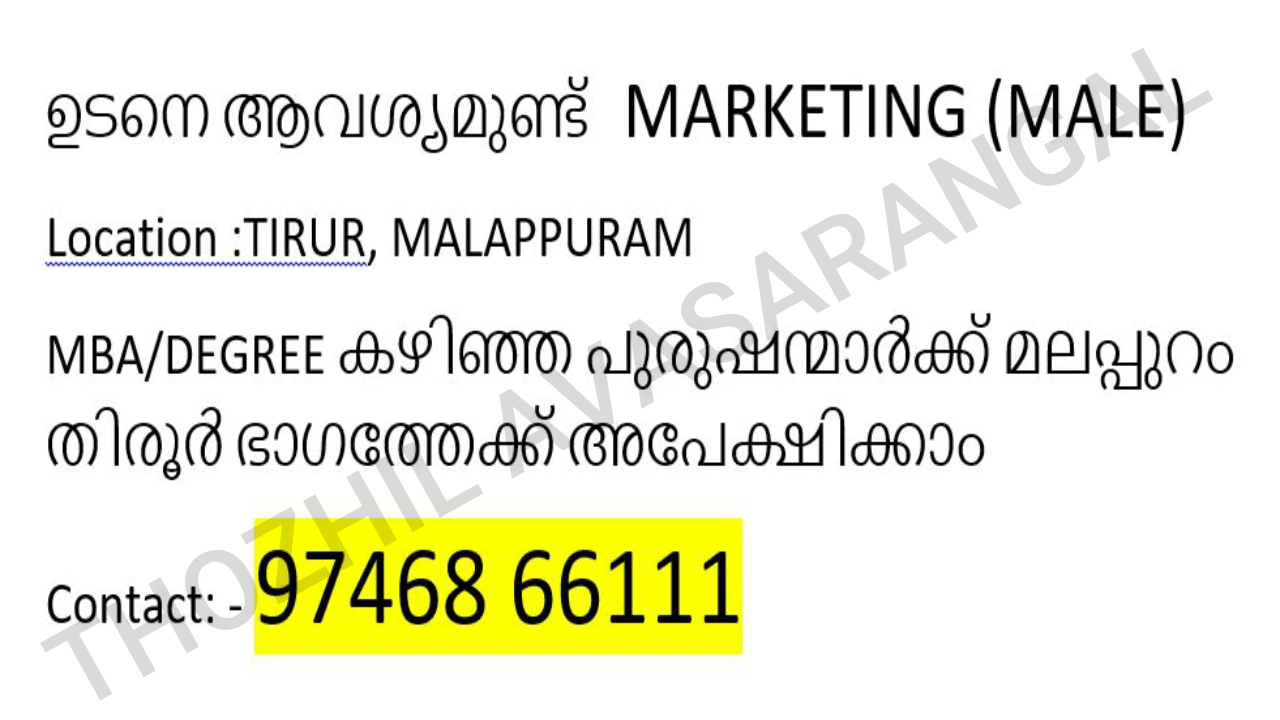 ഉടനെ ആവശ്യമുണ്ട് MARKETING (MALE)
Location :TIRUR, MALAPPURAM
MBA/DEGREE കഴിഞ്ഞ പുരുഷന്മാർക്ക് മലപ്പുറം
തിരൂർ ഭാഗത്തേക്ക് അപേക്ഷിക്കാം
Contact: - 97468 66111
THOZHIL AVASARANGAL